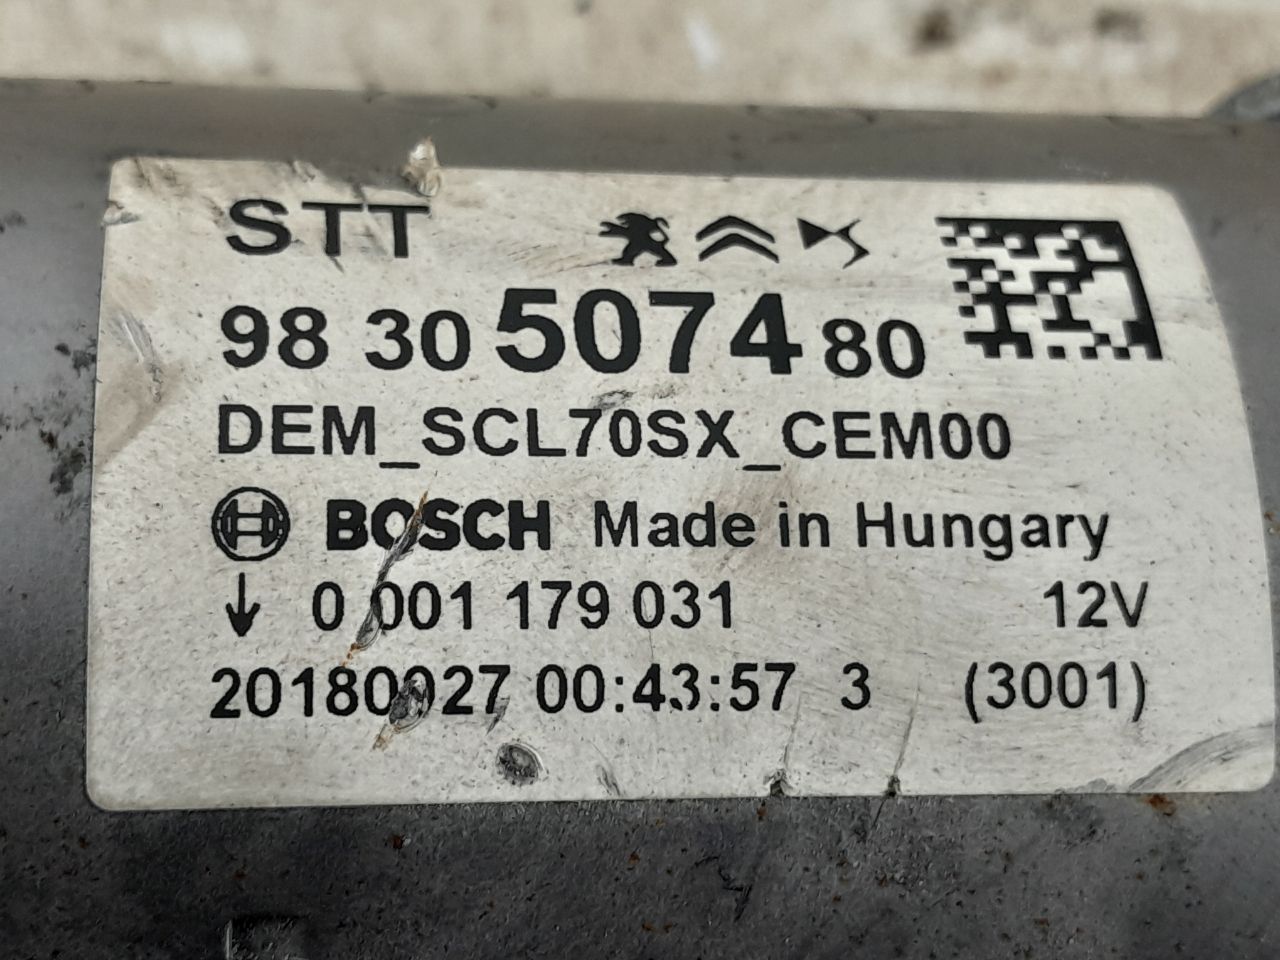 STT
98 30 5074 80
DEM_SCL70SX_CEM00
BOSCH Made in Hungary
0 001 179 031 12V
00:43:57 3 (3001)